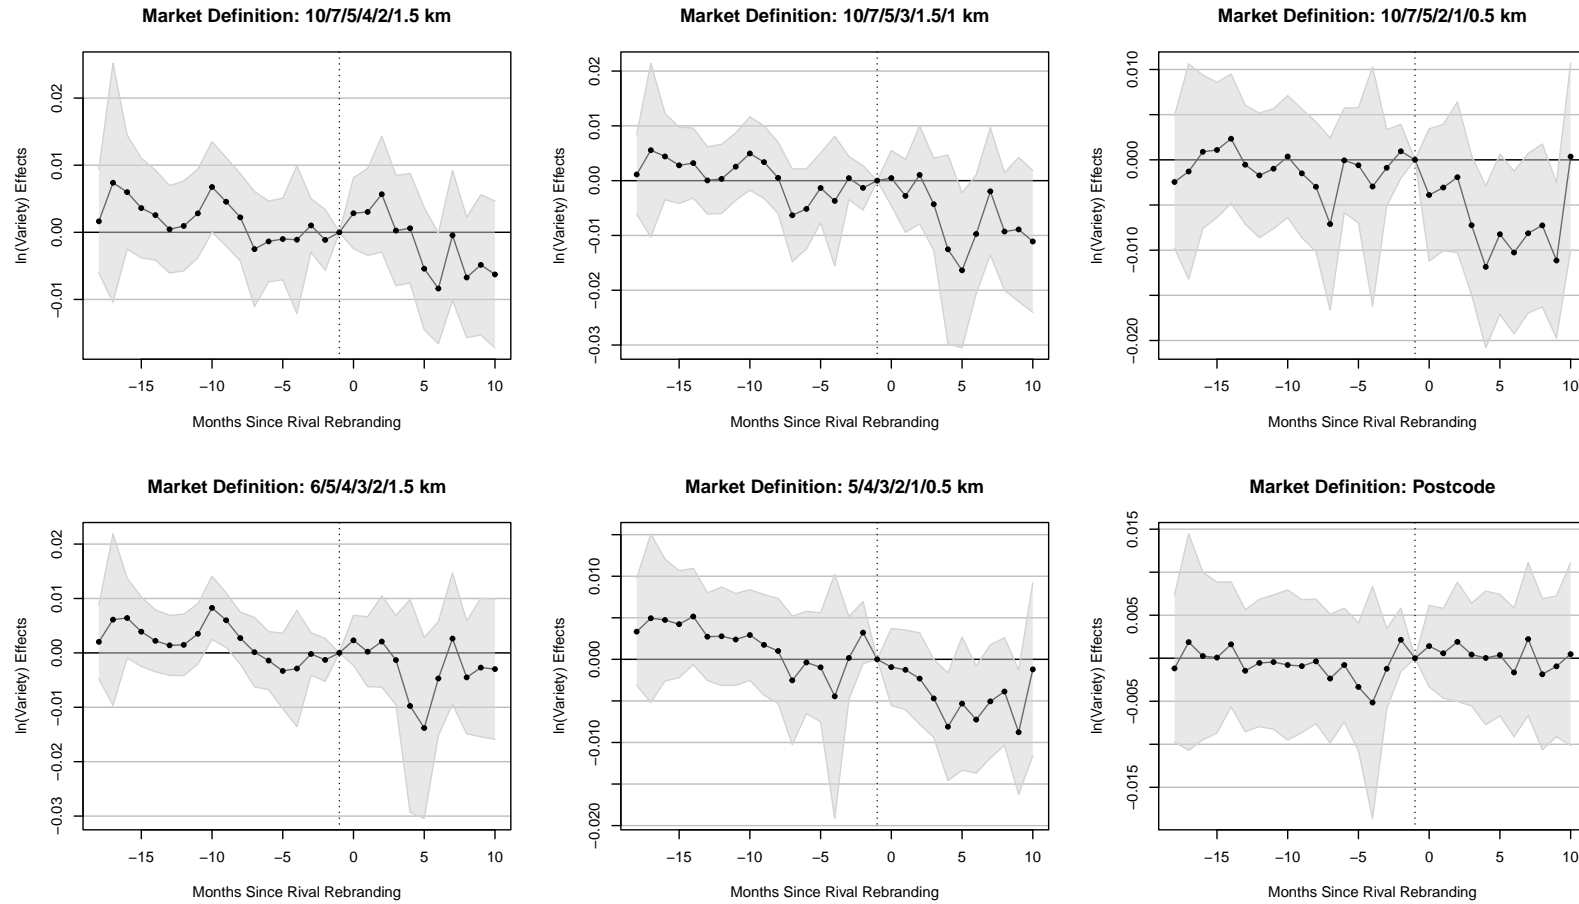 Market Definition: 10/7/5/4/2/1.5 km
ln(Variety) Effects
0.02
0.01
0.00
−0.01
−15 −10 −5 0 5 10
Months Since Rival Rebranding
Market Definition: 10/7/5/3/1.5/1 km
ln(Variety) Effects
0.02
0.01
0.00
−0.01
−0.02
−0.03
−15 −10 −5 0 5 10
Months Since Rival Rebranding
Market Definition: 10/7/5/2/1/0.5 km
ln(Variety) Effects
0.010
0.000
−0.010
−0.020
−15 −10 −5 0 5 10
Months Since Rival Rebranding
Market Definition: 6/5/4/3/2/1.5 km
ln(Variety) Effects
0.02
0.01
0.00
−0.01
−0.02
−0.03
−15 −10 −5 0 5 10
Months Since Rival Rebranding
Market Definition: 5/4/3/2/1/0.5 km
ln(Variety) Effects
0.010
0.000
−0.010
−0.020
−15 −10 −5 0 5 10
Months Since Rival Rebranding
Market Definition: Postcode
ln(Variety) Effects
0.015
0.005
−0.005
−0.015
−15 −10 −5 0 5 10
Months Since Rival Rebranding